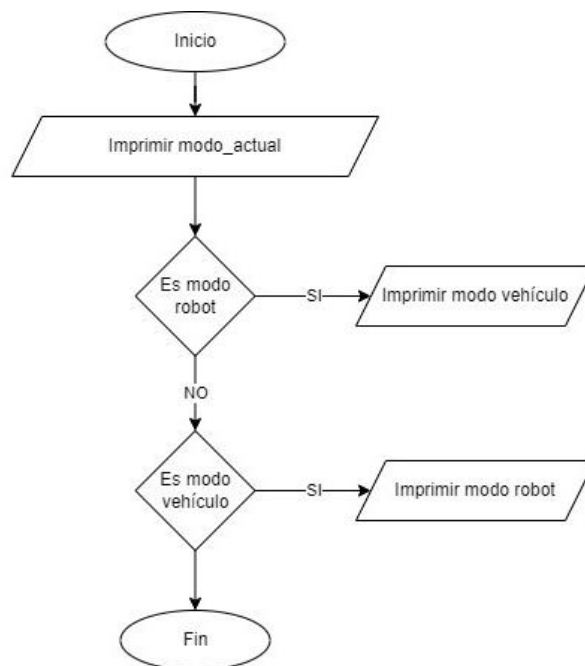 Inicio
Imprimir modo_actual
Es modo
robot
SI
Imprimir modo vehículo
NO
Es modo
vehículo
SI
Imprimir modo robot
Fin